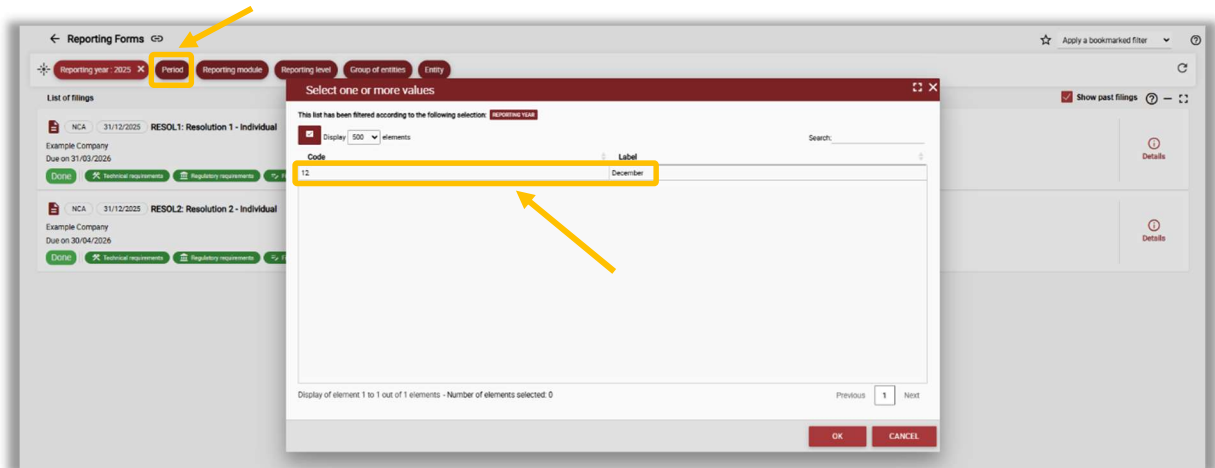 Reporting Forms
Apply a bookmarked filter
Reporting year : 2025 X
Period
Reporting module
Reporting level
Group of entities
Entity
List of filings
Show past filings
NCA 31/12/2025 RESOL1: Resolution 1 - Individual
Example Company
Due on 31/03/2026
Done Technical requirements Regulatory requirements
Details
NCA 31/12/2025 RESOL2: Resolution 2 - Individual
Example Company
Due on 30/04/2026
Done Technical requirements Regulatory requirements
Details
Select one or more values
This list has been filtered according to the following selection: REPORTING YEAR
Display 500 elements
Search:
Code Label
12 December
Display of element 1 to 1 out of 1 elements - Number of elements selected: 0
Previous 1 Next
OK CANCEL